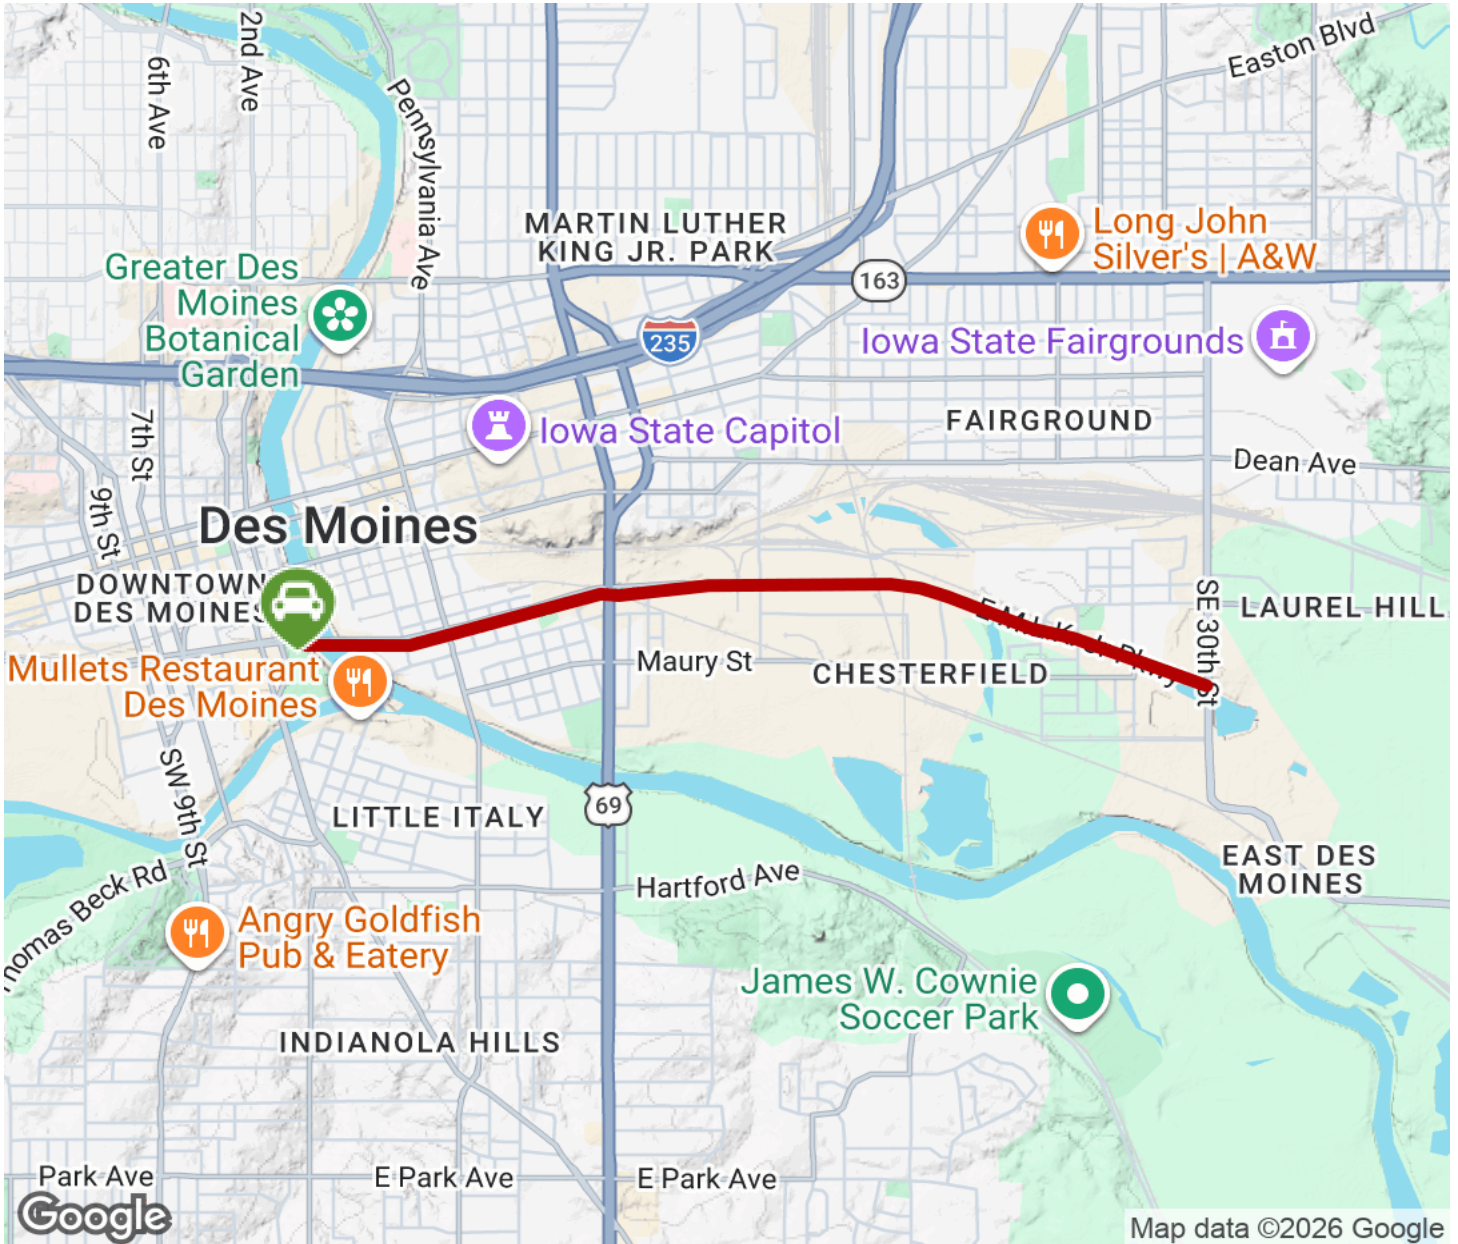 2nd Ave
6th Ave
Pennsylvania Ave
Easton Blvd
MARTIN LUTHER
KING JR. PARK
Long John
Silver's | A&W
163
Greater Des
Moines
Botanical
Garden
235
Iowa State Fairgrounds
7th St
Iowa State Capitol
FAIRGROUND
Dean Ave
9th St
Des Moines
DOWNTOWN
DES MOINES
SE 30th St
LAUREL HILL
E M.L. K. Jr. Pkwy
Mullets Restaurant
Des Moines
Maury St
CHESTERFIELD
SW 9th St
69
LITTLE ITALY
EAST DES
MOINES
Hartford Ave
Thomas Beck Rd
Angry Goldfish
Pub & Eatery
James W. Cownie
Soccer Park
INDIANOLA HILLS
Park Ave
E Park Ave
E Park Ave
Google
Map data ©2026 Google